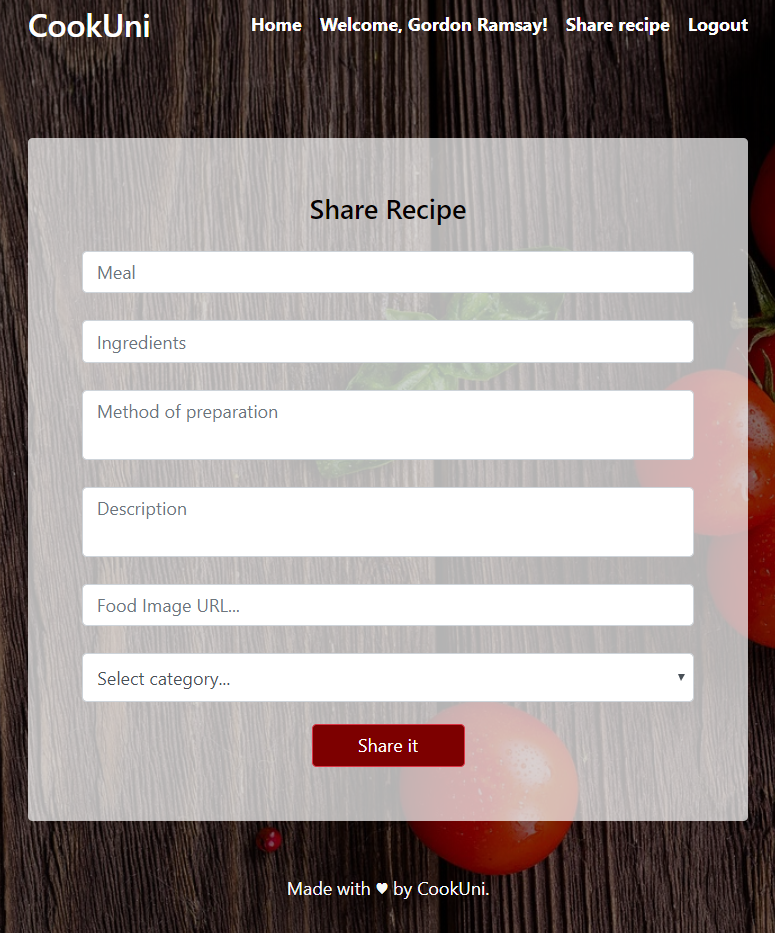 CookUni Home Welcome, Gordon Ramsay! Share recipe Logout
Share Recipe
Meal
Ingredients
Method of preparation
Description
Food Image URL...
Select category...
Share it
Made with ♥ by CookUni.